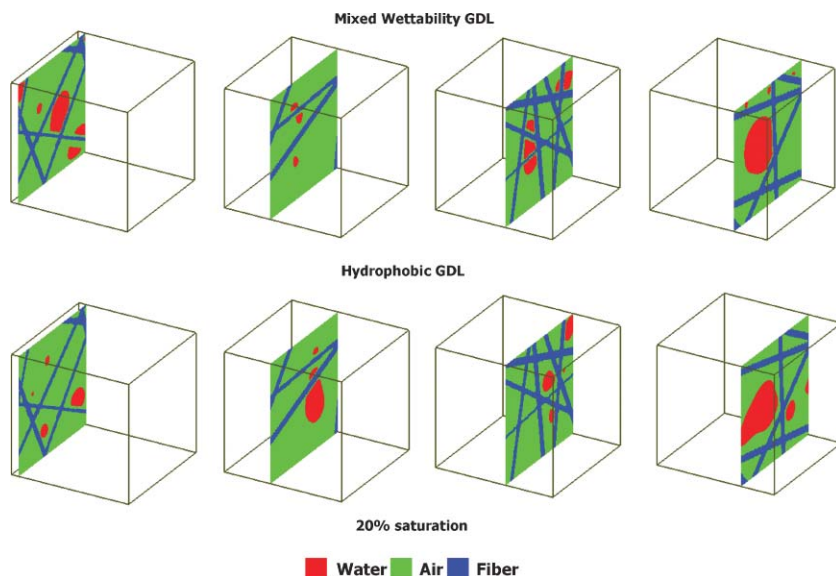 Mixed Wettability GDL
Hydrophobic GDL
20% saturation
Water Air Fiber